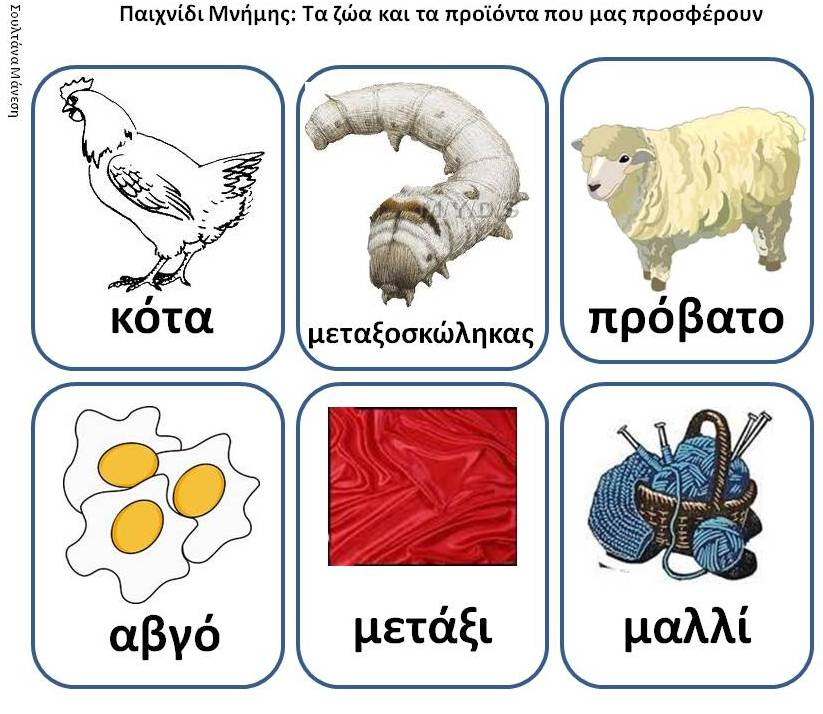 Παιχνίδι Μνήμης: Τα ζώα και τα προϊόντα που μας προσφέρουν
Σουλτάνα Μάνεση
κότα
μεταξοσκώληκας
πρόβατο
αβγό
μετάξι
μαλλί